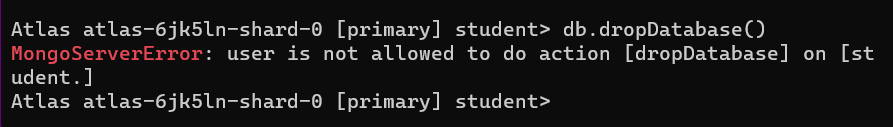 Atlas atlas-6jk5ln-shard-0 [primary] student> db.dropDatabase()
MongoServerError: user is not allowed to do action [dropDatabase] on [st
udent.]
Atlas atlas-6jk5ln-shard-0 [primary] student>